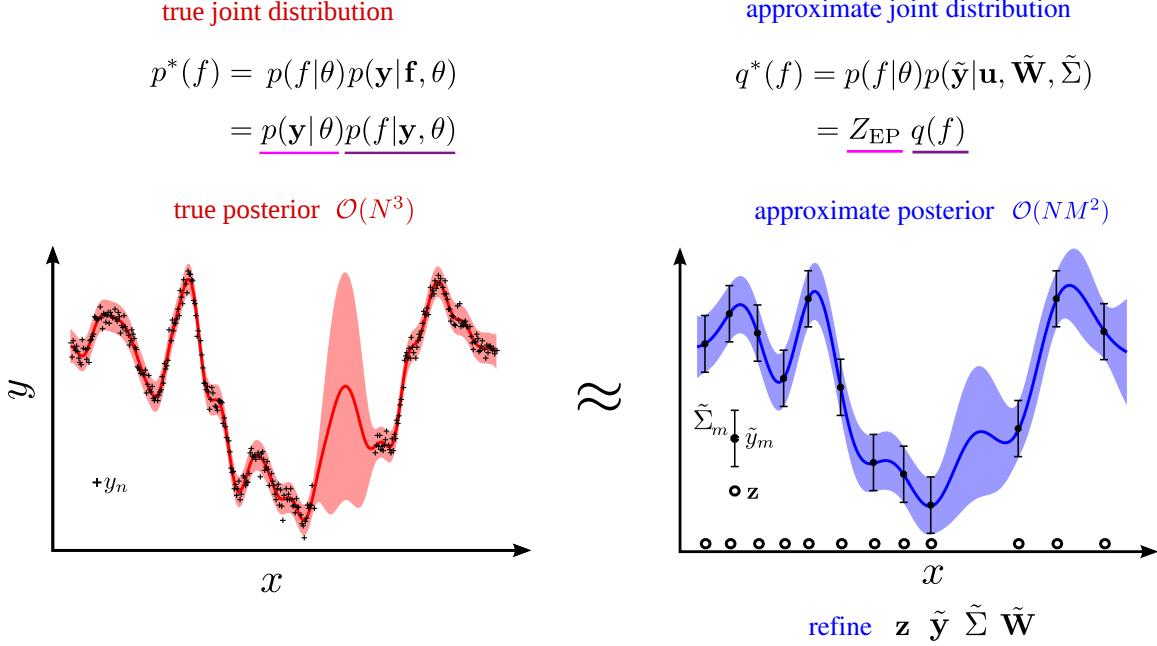 true joint distribution
p*(f) = p(f|θ)p(𝐲|𝐟, θ)
= p(𝐲|θ)p(f|𝐲, θ)
true posterior 𝒪(N³)
y
+y_n
x
≈
approximate joint distribution
q*(f) = p(f|θ)p(𝐲̃|𝐮, 𝐖̃, Σ̃)
= Z_EP q(f)
approximate posterior 𝒪(NM²)
Σ̃_m ỹ_m
𝐳
x
refine 𝐳 𝐲̃ Σ̃ 𝐖̃